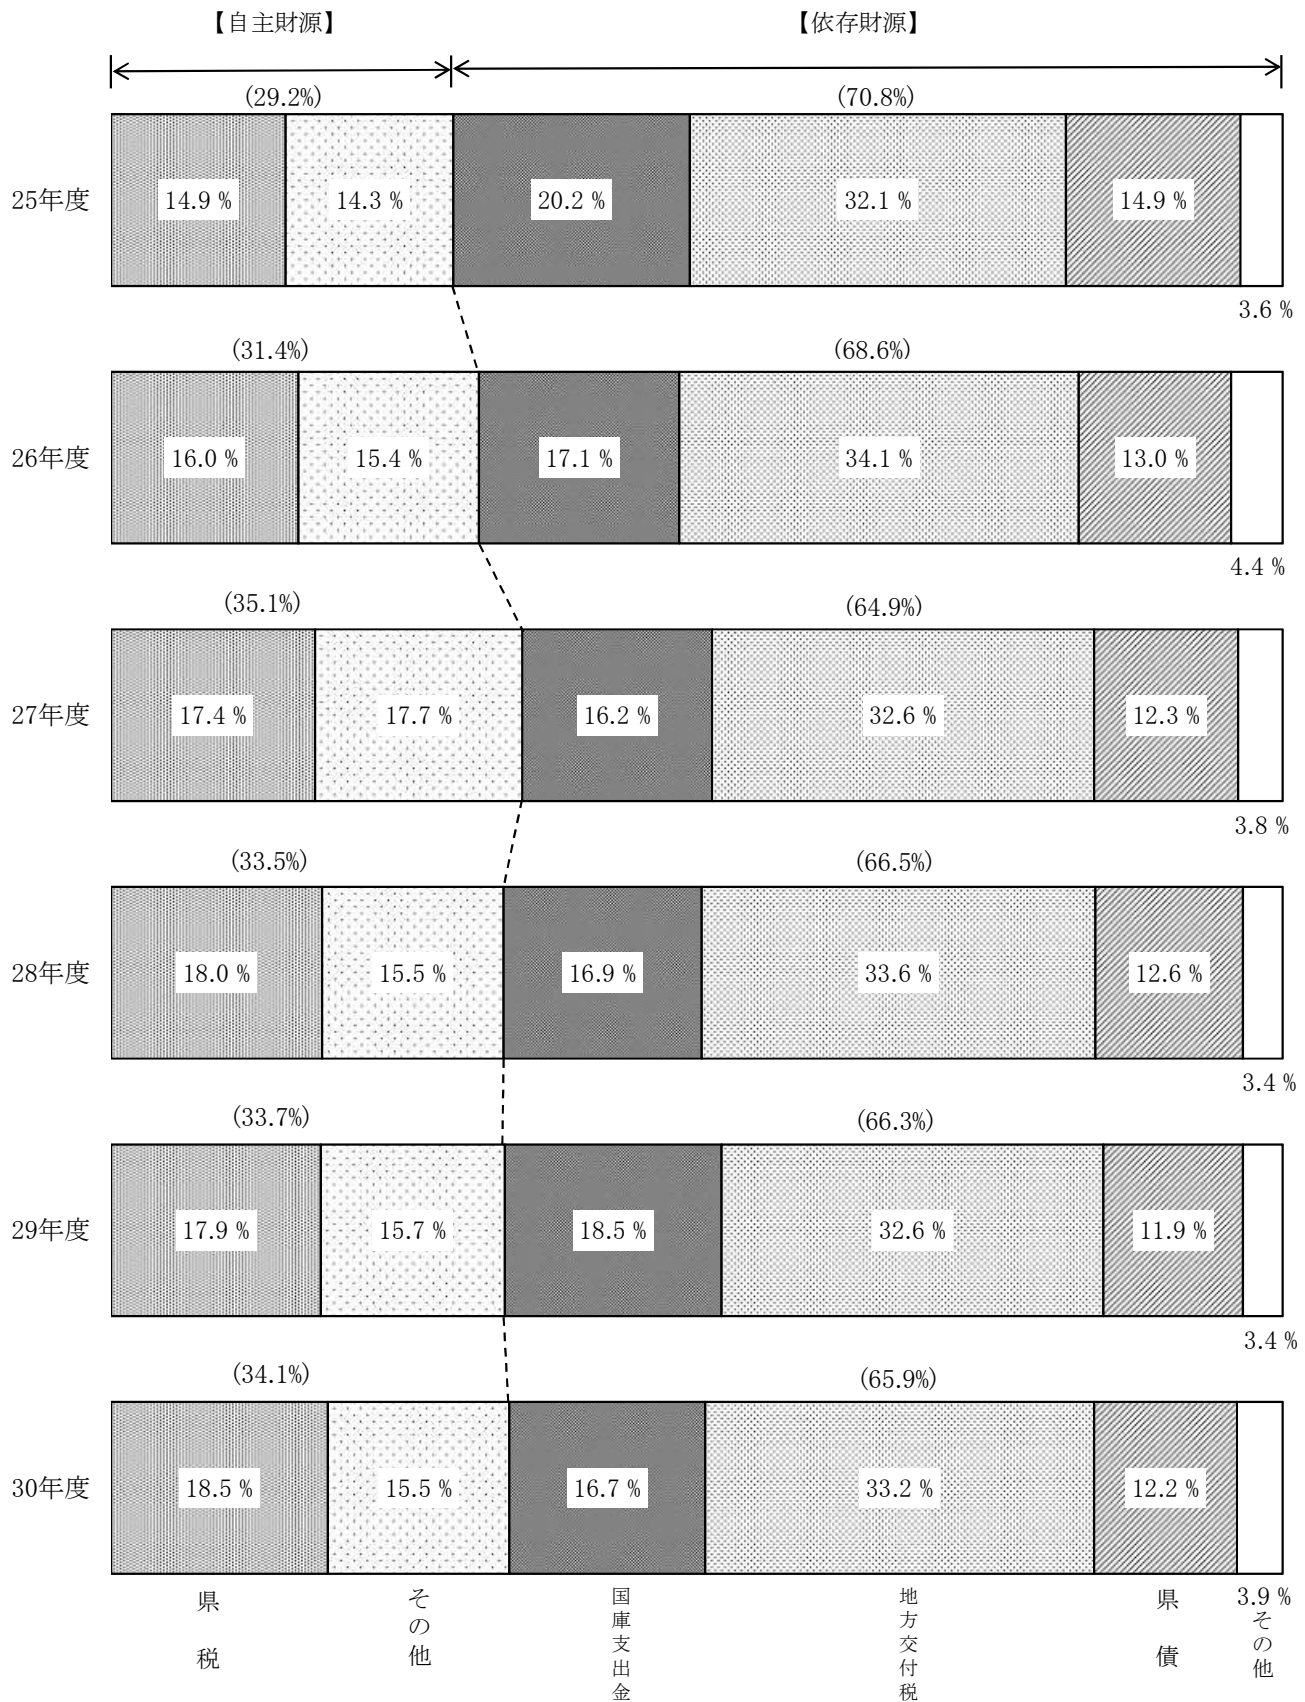 【自主財源】 【依存財源】
(29.2%) (70.8%)
25年度 14.9 % 14.3 % 20.2 % 32.1 % 14.9 %
3.6 %
(31.4%) (68.6%)
26年度 16.0 % 15.4 % 17.1 % 34.1 % 13.0 %
4.4 %
(35.1%) (64.9%)
27年度 17.4 % 17.7 % 16.2 % 32.6 % 12.3 %
3.8 %
(33.5%) (66.5%)
28年度 18.0 % 15.5 % 16.9 % 33.6 % 12.6 %
3.4 %
(33.7%) (66.3%)
29年度 17.9 % 15.7 % 18.5 % 32.6 % 11.9 %
3.4 %
(34.1%) (65.9%)
30年度 18.5 % 15.5 % 16.7 % 33.2 % 12.2 %
3.9 %
県税
その他
国庫支出金
地方交付税
県債
その他